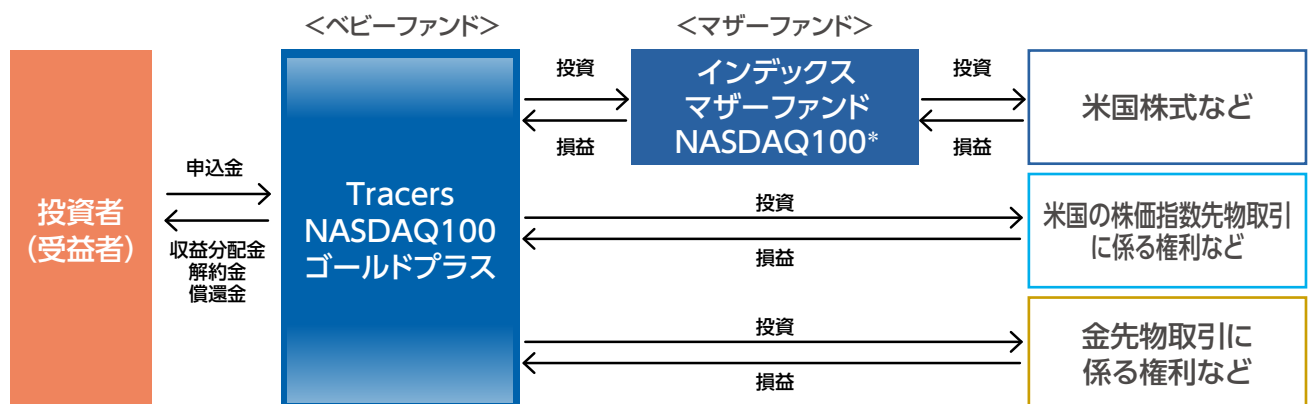 <ベビーファンド>
<マザーファンド>
投資者
(受益者)
申込金
収益分配金
解約金
償還金
Tracers
NASDAQ100
ゴールドプラス
投資
損益
インデックス
マザーファンド
NASDAQ100*
投資
損益
米国株式など
投資
損益
米国の株価指数先物取引
に係る権利など
投資
損益
金先物取引に
係る権利など